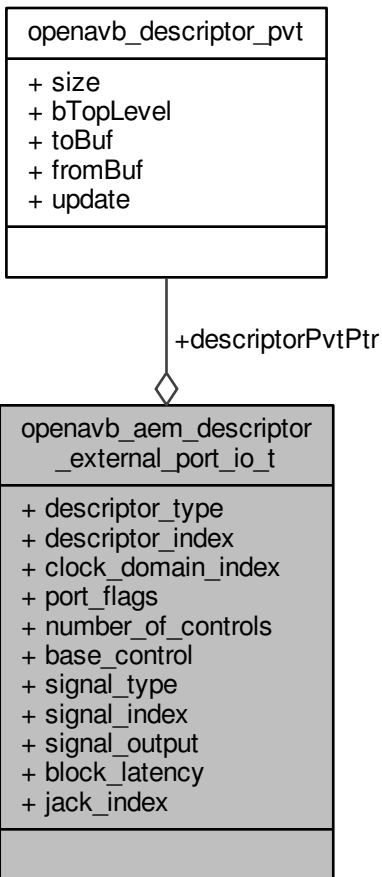 openavb_descriptor_pvt
+ size
+ bTopLevel
+ toBuf
+ fromBuf
+ update
+descriptorPvtPtr
openavb_aem_descriptor
_external_port_io_t
+ descriptor_type
+ descriptor_index
+ clock_domain_index
+ port_flags
+ number_of_controls
+ base_control
+ signal_type
+ signal_index
+ signal_output
+ block_latency
+ jack_index